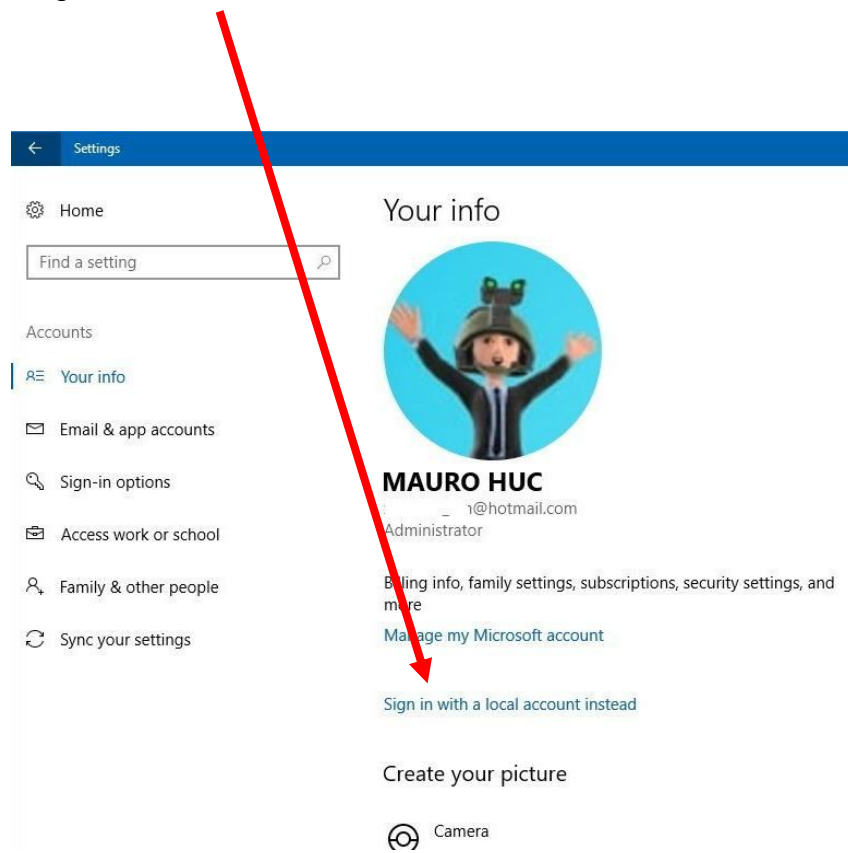 Settings
Home
Your info
Find a setting
Accounts
Your info
Email & app accounts
Sign-in options
Access work or school
Family & other people
Sync your settings
MAURO HUC
@hotmail.com
Administrator
Billing info, family settings, subscriptions, security settings, and
more
Manage my Microsoft account
Sign in with a local account instead
Create your picture
Camera